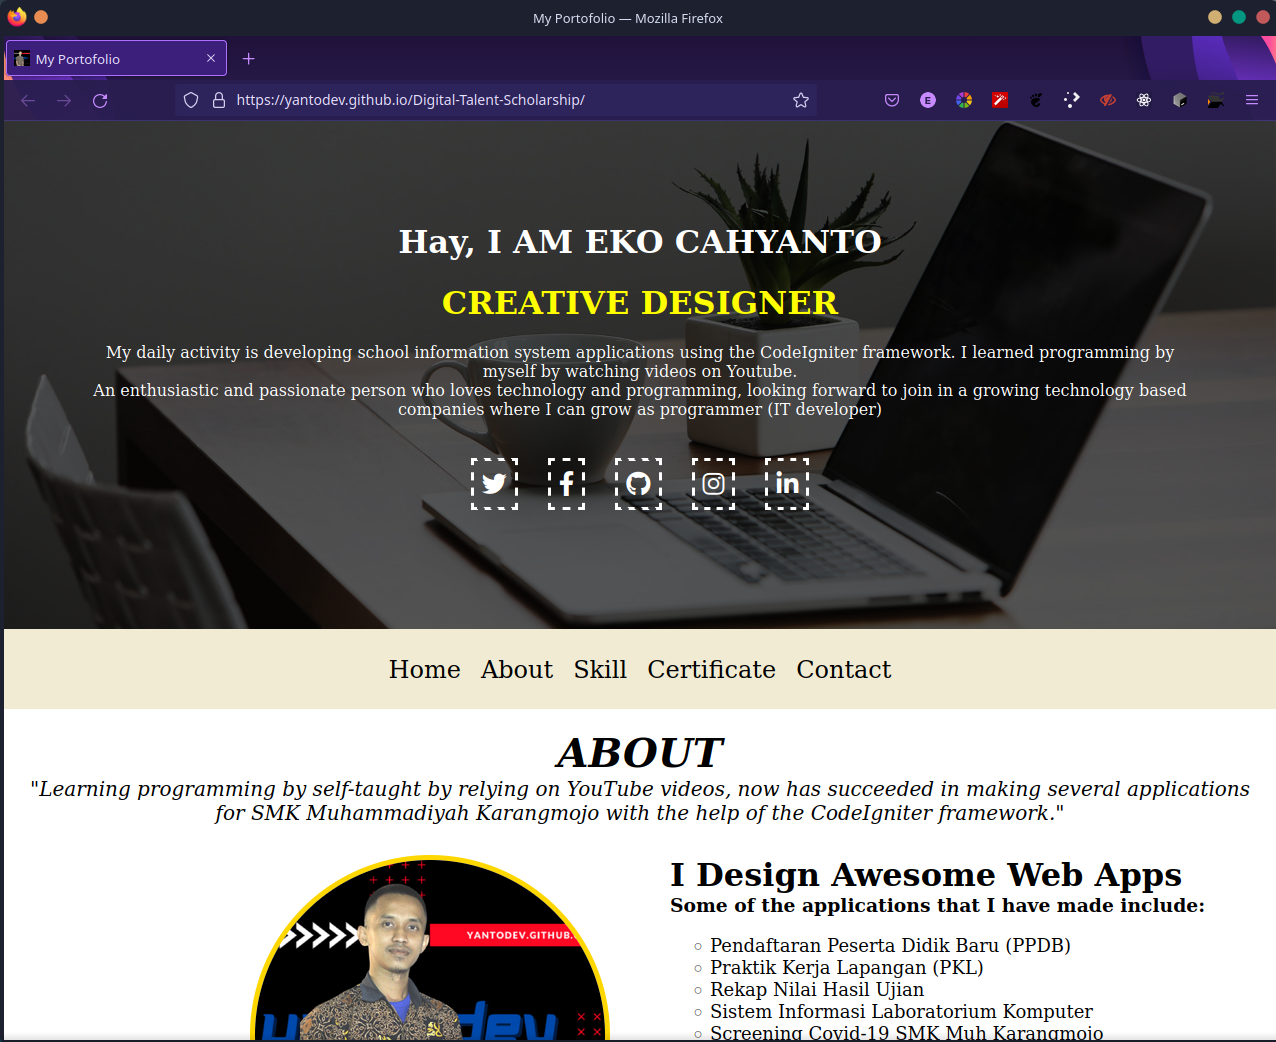 My Portofolio — Mozilla Firefox
My Portofolio
https://yantodev.github.io/Digital-Talent-Scholarship/
E
Hay, I AM EKO CAHYANTO
CREATIVE DESIGNER
My daily activity is developing school information system applications using the CodeIgniter framework. I learned programming by
myself by watching videos on Youtube.
An enthusiastic and passionate person who loves technology and programming, looking forward to join in a growing technology based
companies where I can grow as programmer (IT developer)
Home About Skill Certificate Contact
ABOUT
"Learning programming by self-taught by relying on YouTube videos, now has succeeded in making several applications
for SMK Muhammadiyah Karangmojo with the help of the CodeIgniter framework."
YANTODEV.GITHUB.
dev
I Design Awesome Web Apps
Some of the applications that I have made include:
Pendaftaran Peserta Didik Baru (PPDB)
Praktik Kerja Lapangan (PKL)
Rekap Nilai Hasil Ujian
Sistem Informasi Laboratorium Komputer
Screening Covid-19 SMK Muh Karangmojo